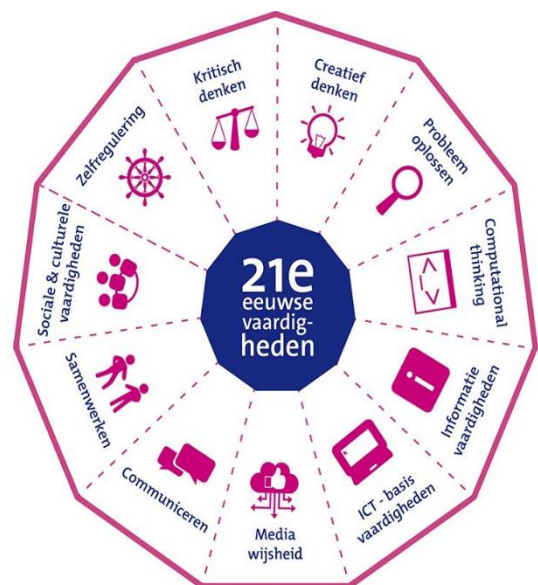 21e
eeuwse
vaardig-
heden
Kritisch
denken
Creatief
denken
Probleem
oplossen
Computational
thinking
Informatie
vaardigheden
ICT - basis
vaardigheden
Media
wijsheid
Communiceren
Samenwerken
Sociale & culturele
vaardigheden
Zelfregulering